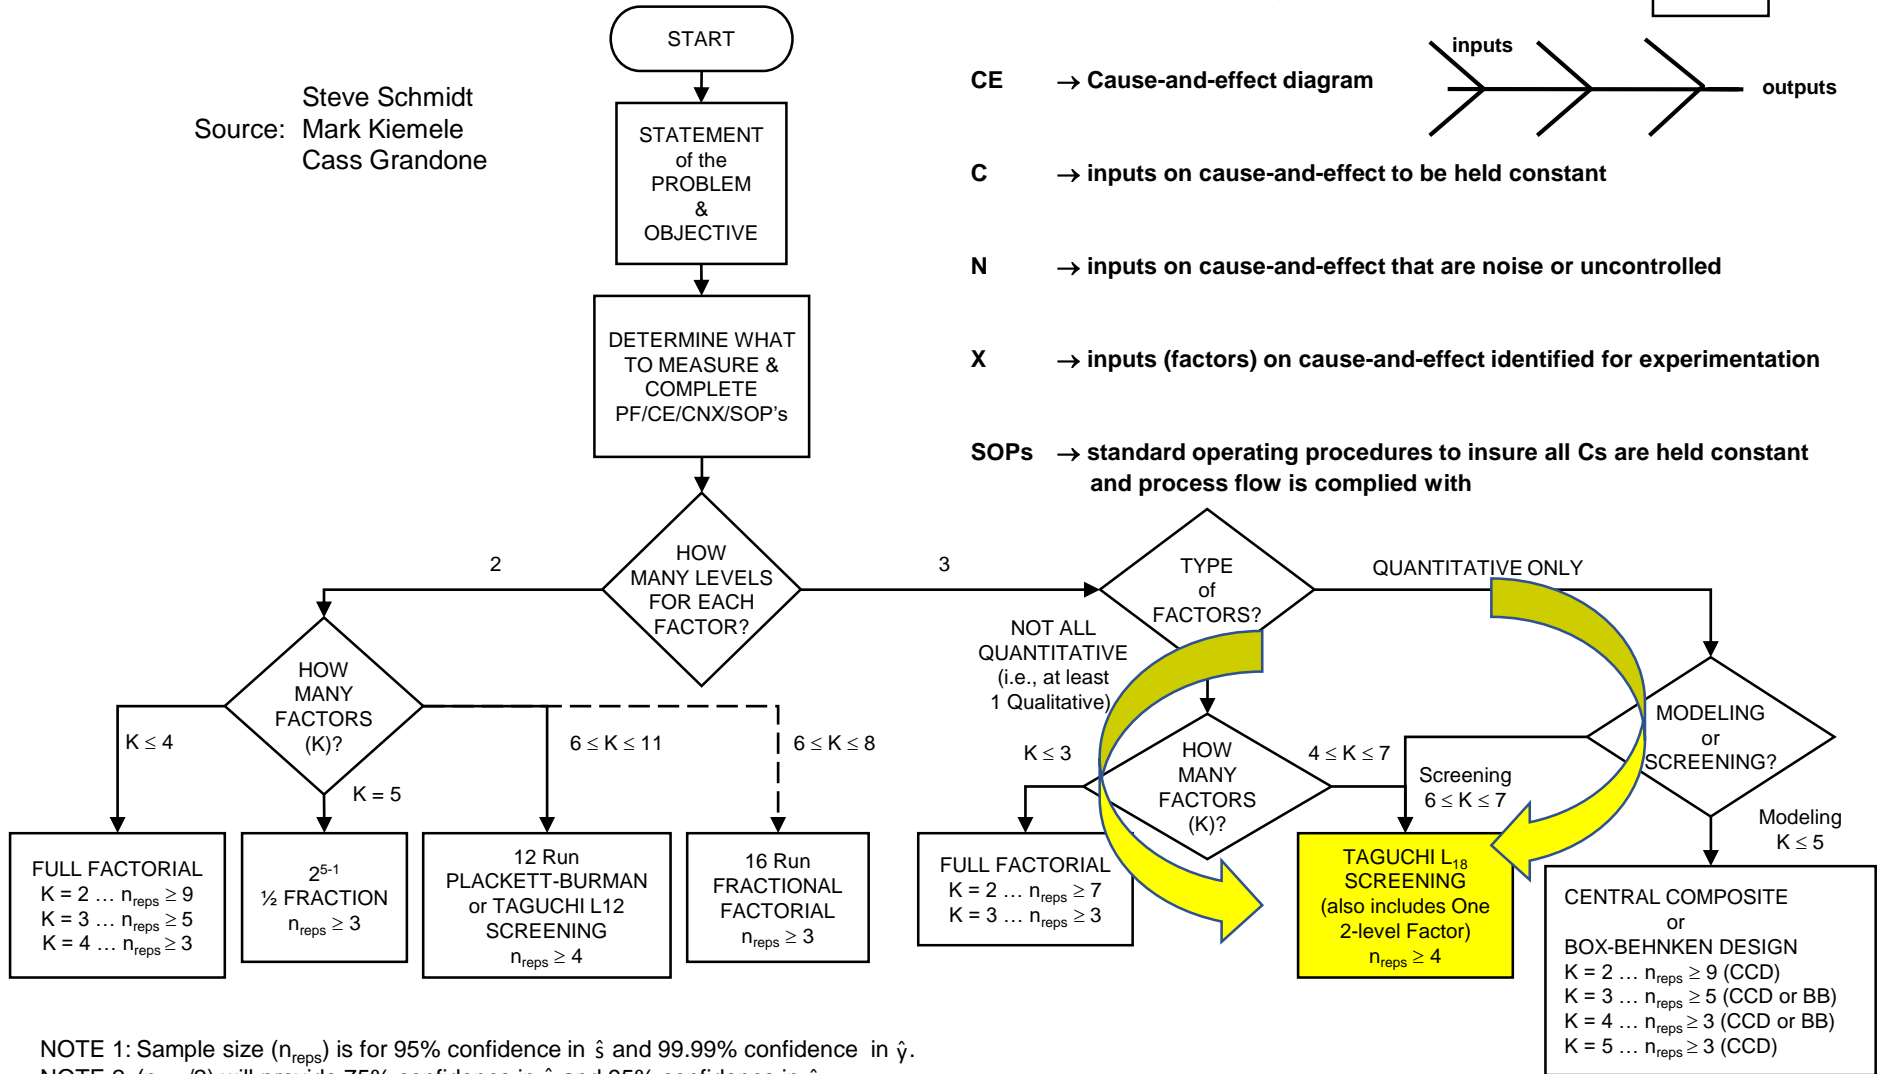 START
Steve Schmidt
Source: Mark Kiemele
Cass Grandone
STATEMENT
of the
PROBLEM
&
OBJECTIVE
DETERMINE WHAT
TO MEASURE &
COMPLETE
PF/CE/CNX/SOP's
inputs
outputs
CE → Cause-and-effect diagram
C → inputs on cause-and-effect to be held constant
N → inputs on cause-and-effect that are noise or uncontrolled
X → inputs (factors) on cause-and-effect identified for experimentation
SOPs → standard operating procedures to insure all Cs are held constant
and process flow is complied with
HOW
MANY LEVELS
FOR EACH
FACTOR?
2
3
HOW
MANY
FACTORS
(K)?
K ≤ 4
K = 5
6 ≤ K ≤ 11
6 ≤ K ≤ 8
FULL FACTORIAL
K = 2 … nreps ≥ 9
K = 3 … nreps ≥ 5
K = 4 … nreps ≥ 3
2^5-1
½ FRACTION
nreps ≥ 3
12 Run
PLACKETT-BURMAN
or TAGUCHI L12
SCREENING
nreps ≥ 4
16 Run
FRACTIONAL
FACTORIAL
nreps ≥ 3
TYPE
of
FACTORS?
QUANTITATIVE ONLY
NOT ALL
QUANTITATIVE
(i.e., at least
1 Qualitative)
HOW
MANY
FACTORS
(K)?
K ≤ 3
4 ≤ K ≤ 7
MODELING
or
SCREENING?
Screening
6 ≤ K ≤ 7
Modeling
K ≤ 5
FULL FACTORIAL
K = 2 … nreps ≥ 7
K = 3 … nreps ≥ 3
TAGUCHI L18
SCREENING
(also includes One
2-level Factor)
nreps ≥ 4
CENTRAL COMPOSITE
or
BOX-BEHNKEN DESIGN
K = 2 … nreps ≥ 9 (CCD)
K = 3 … nreps ≥ 5 (CCD or BB)
K = 4 … nreps ≥ 3 (CCD or BB)
K = 5 … nreps ≥ 3 (CCD)
NOTE 1: Sample size (nreps) is for 95% confidence in ŝ and 99.99% confidence in ŷ.